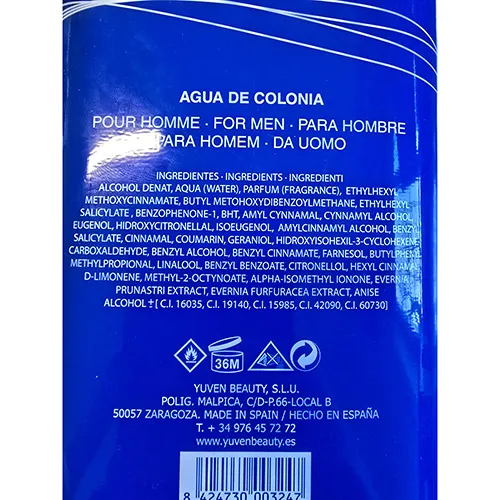 AGUA DE COLONIA
POUR HOMME · FOR MEN · PARA HOMBRE
PARA HOMEM · DA UOMO
INGREDIENTES · INGREDIENTS · INGREDIENTI
ALCOHOL DENAT, AQUA (WATER), PARFUM (FRAGRANCE), ETHYLHEXYL
METHOXYCINNAMATE, BUTYL METOHOXYDIBENZOYLMETHANE, ETHYLHEXYL
SALICYLATE, BENZOPHENONE-1, BHT, AMYL CYNNAMAL, CYNNAMYL ALCOHOL,
EUGENOL, HIDROXYCITRONELLAL, ISOEUGENOL, AMYLCINNAMYL ALCOHOL, BENZYL
SALICYLATE, CINNAMAL, COUMARIN, GERANIOL, HIDROXYISOHEXIL-3-CYCLOHEXENE
CARBOXALDEHYDE, BENZYL ALCOHOL, BENZYL CINNAMATE, FARNESOL, BUTYLPHENYL
METHYLPROPIONAL, LINALOOL, BENZYL BENZOATE, CITRONELLOL, HEXYL CINNAMAL
D-LIMONENE, METHYL-2-OCTYNOATE, ALPHA-ISOMETHYL IONONE, EVERNIA
PRUNASTRI EXTRACT, EVERNIA FURFURACEA EXTRACT, ANISE
ALCOHOL ±[ C.I. 16035, C.I. 19140, C.I. 15985, C.I. 42090, C.I. 60730]
36M
YUVEN BEAUTY, S.L.U.
POLIG. MALPICA, C/D-P.66-LOCAL B
50057 ZARAGOZA. MADE IN SPAIN / HECHO EN ESPAÑA
T. + 34 976 45 72 72
www.yuvenbeauty.es
8 424730 003247